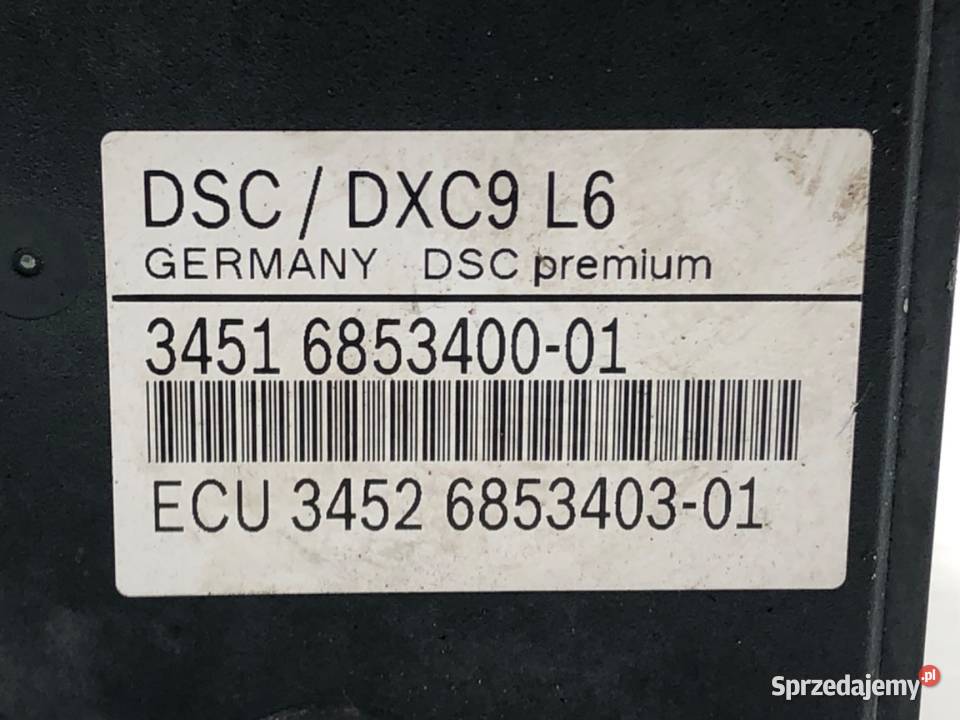 DSC / DXC9 L6
GERMANY DSC premium
3451 6853400-01
ECU 3452 6853403-01
Sprzedajemy.pl